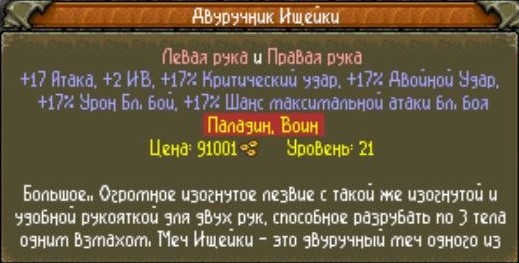 Двуручник Ищейки
Левая рука и Правая рука
+17 Атака, +2 ИВ, +17% Критический удар, +17% Двойной Удар,
+17% Урон Бл. бой, +17% Шанс максимальной атаки Бл. боя
Паладин, Воин
Цена: 91001 Уровень: 21
Большое.. Огромное изогнутое лезвие с такой же изогнутой и
удобной рукояткой для двух рук, способное разрубать по 3 тела
одним взмахом. Меч Ищейки - это двуручный меч одного из